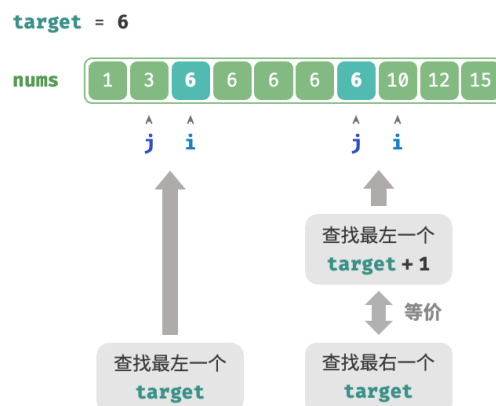 target = 6
nums 1 3 6 6 6 6 6 10 12 15
j i j i
查找最左一个
target + 1
等价
查找最左一个
target
查找最右一个
target